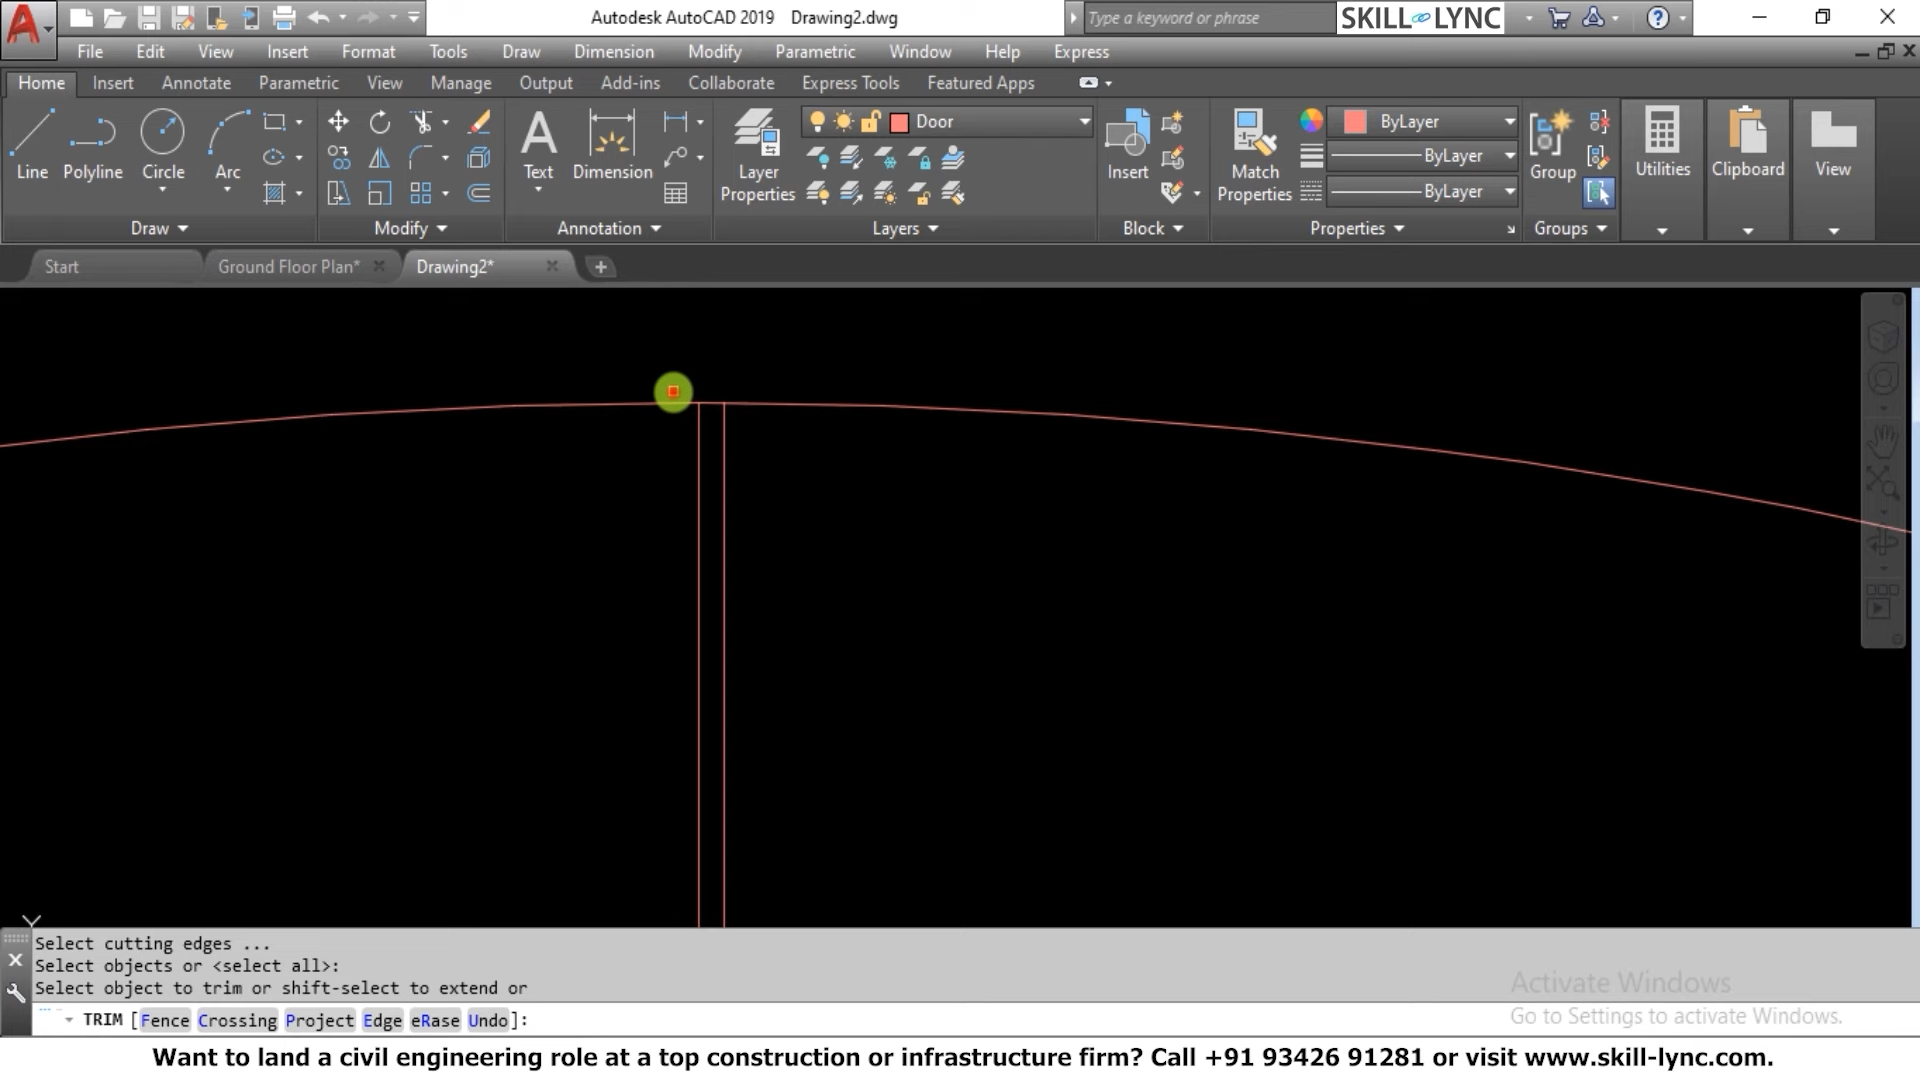 Autodesk AutoCAD 2019 Drawing2.dwg
Type a keyword or phrase
SKILL LYNC
File Edit View Insert Format Tools Draw Dimension Modify Parametric Window Help Express
Home Insert Annotate Parametric View Manage Output Add-ins Collaborate Express Tools Featured Apps
Door
ByLayer
ByLayer
ByLayer
Line Polyline Circle Arc
Text Dimension
Layer Properties
Insert
Match Properties
Group
Utilities
Clipboard
View
Draw Modify Annotation Layers Block Properties Groups
Start Ground Floor Plan* Drawing2*
Select cutting edges ...
Select objects or <select all>:
Select object to trim or shift-select to extend or
TRIM [Fence Crossing Project Edge eRase Undo]:
Activate Windows
Go to Settings to activate Windows.
Want to land a civil engineering role at a top construction or infrastructure firm? Call +91 93426 91281 or visit www.skill-lync.com.